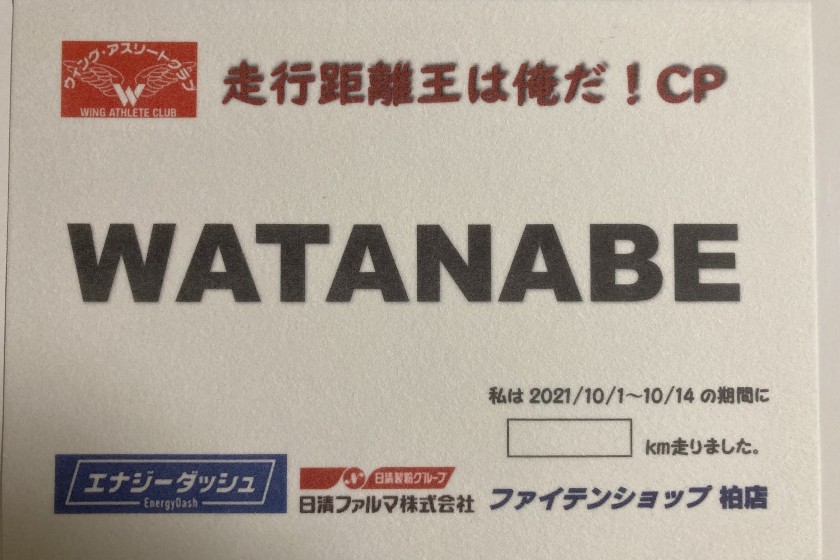 ウィング・アスリートクラブ
W
WING ATHLETE CLUB
走行距離王は俺だ！CP
WATANABE
私は 2021/10/1～10/14 の期間に
km走りました。
エナジーダッシュ
EnergyDash
日清製粉グループ
日清ファルマ株式会社
ファイテンショップ 柏店